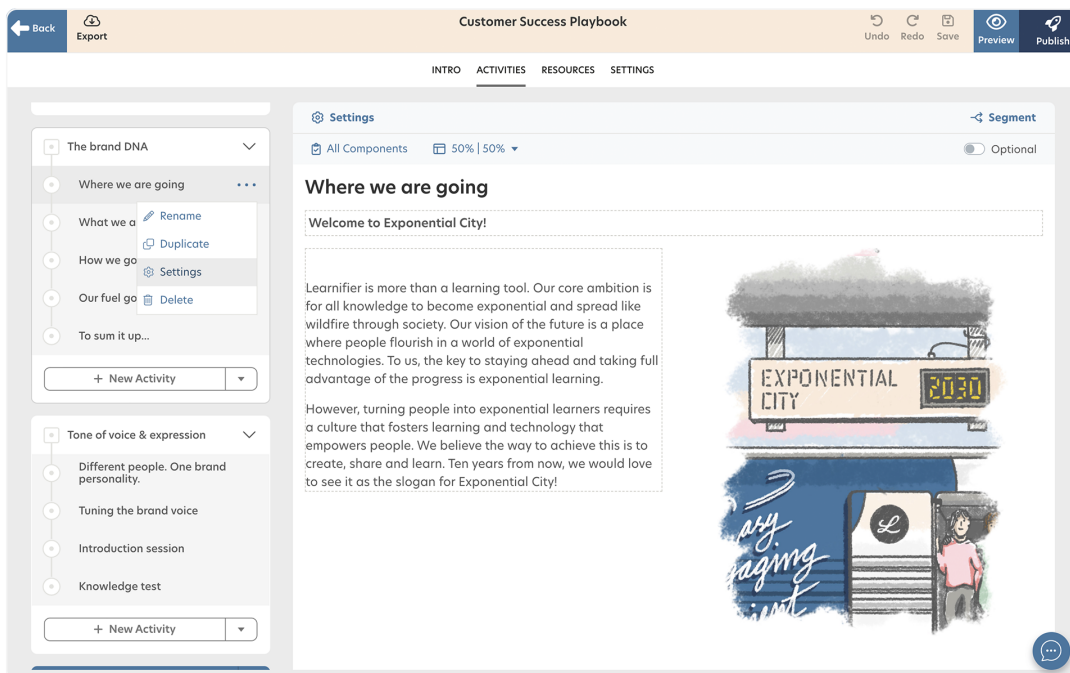 Back
Export
Customer Success Playbook
Undo
Redo
Save
Preview
Publish
INTRO
ACTIVITIES
RESOURCES
SETTINGS
The brand DNA
Where we are going
What we a
How we go
Our fuel go
To sum it up...
Rename
Duplicate
Settings
Delete
+ New Activity
Tone of voice & expression
Different people. One brand
personality.
Tuning the brand voice
Introduction session
Knowledge test
+ New Activity
Settings
Segment
All Components
50% | 50%
Optional
Where we are going
Welcome to Exponential City!
Learnifier is more than a learning tool. Our core ambition is
for all knowledge to become exponential and spread like
wildfire through society. Our vision of the future is a place
where people flourish in a world of exponential
technologies. To us, the key to staying ahead and taking full
advantage of the progress is exponential learning.
However, turning people into exponential learners requires
a culture that fosters learning and technology that
empowers people. We believe the way to achieve this is to
create, share and learn. Ten years from now, we would love
to see it as the slogan for Exponential City!
EXPONENTIAL
CITY
2030
asy
ngaging
L